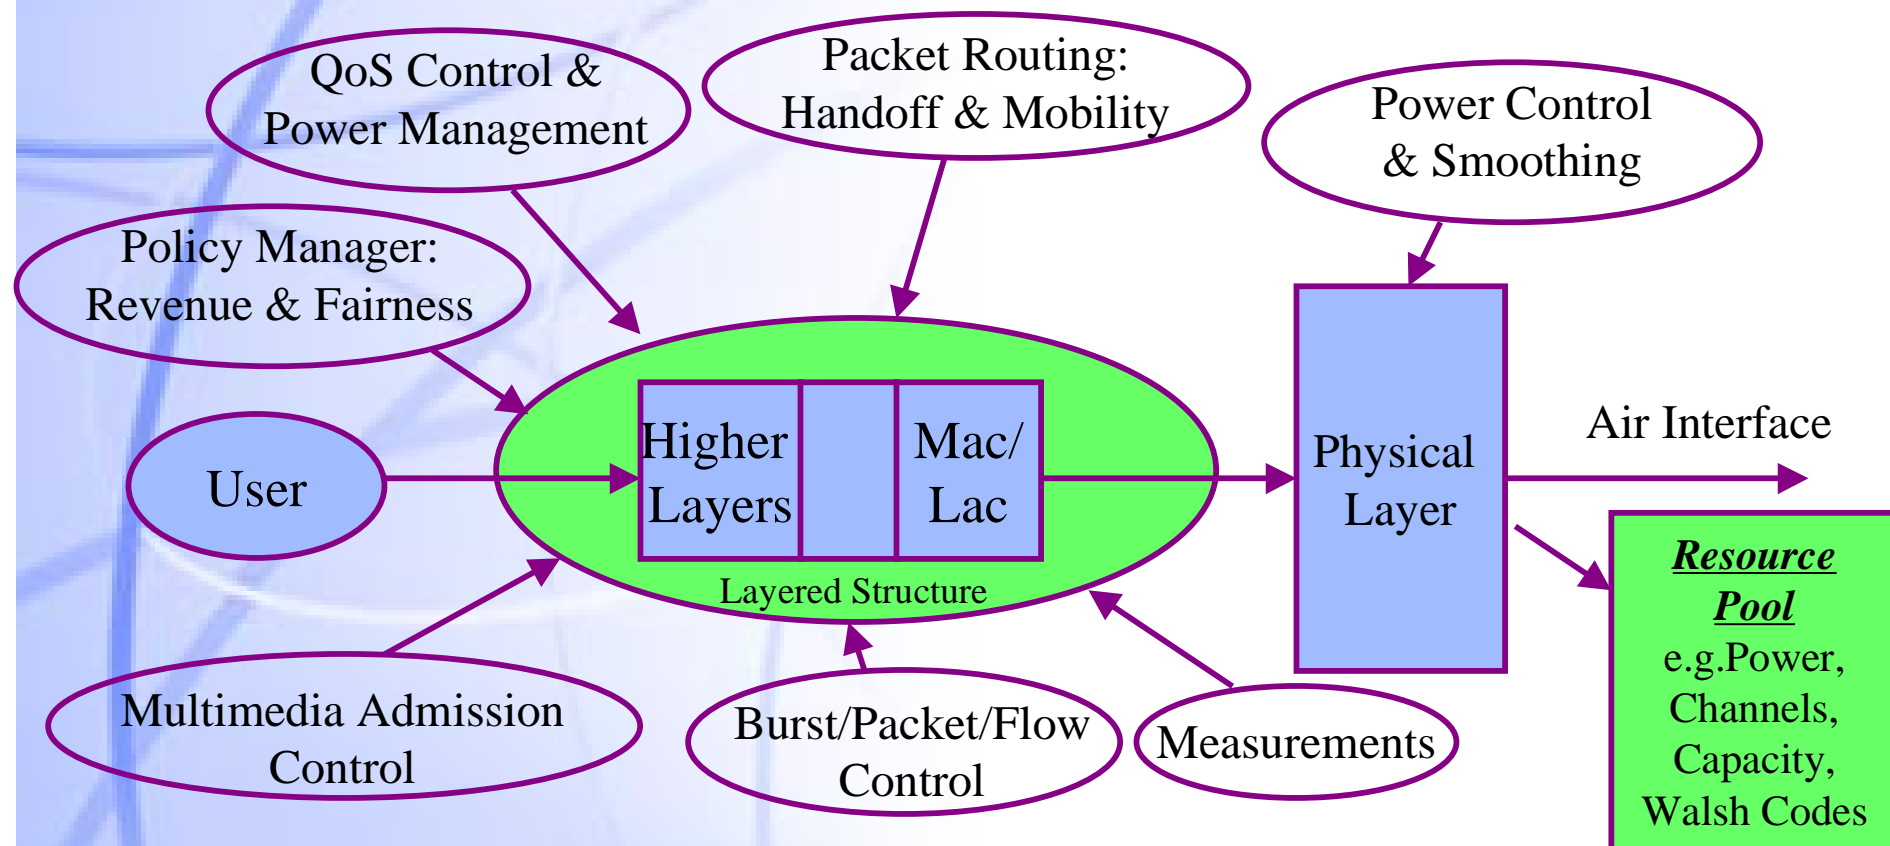 QoS Control &
Power Management
Packet Routing:
Handoff & Mobility
Power Control
& Smoothing
Policy Manager:
Revenue & Fairness
User
Higher
Layers
Mac/
Lac
Layered Structure
Physical
Layer
Air Interface
Resource
Pool
e.g.Power,
Channels,
Capacity,
Walsh Codes
Multimedia Admission
Control
Burst/Packet/Flow
Control
Measurements